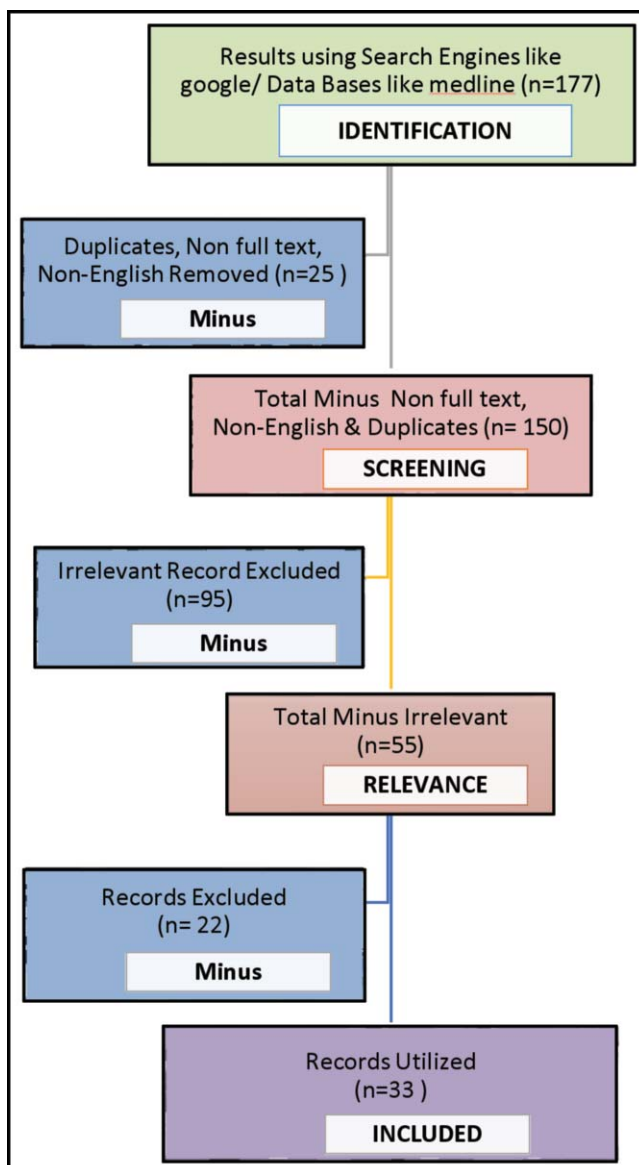 Results using Search Engines like
google/ Data Bases like medline (n=177)
IDENTIFICATION
Duplicates, Non full text,
Non-English Removed (n=25 )
Minus
Total Minus Non full text,
Non-English & Duplicates (n= 150)
SCREENING
Irrelevant Record Excluded
(n=95)
Minus
Total Minus Irrelevant
(n=55)
RELEVANCE
Records Excluded
(n= 22)
Minus
Records Utilized
(n=33 )
INCLUDED